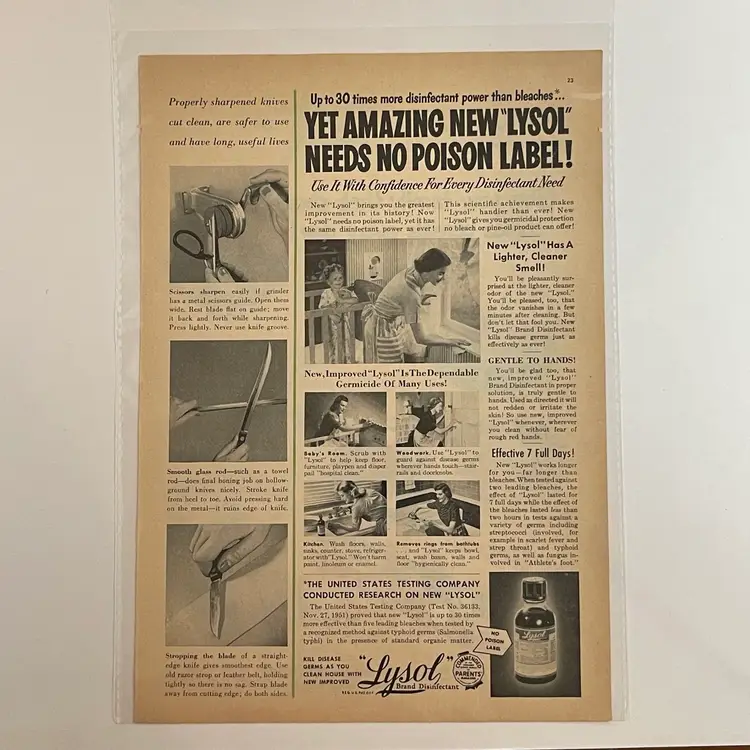 23
Properly sharpened knives
cut clean, are safer to use
and have long, useful lives
Scissors sharpen easily if grinder
has a metal scissors guide. Open them
wide. Rest blade flat on guide; move
it back and forth while sharpening.
Press lightly. Never use knife groove.
Smooth glass rod—such as a towel
rod—does final honing job on hollow-
ground knives nicely. Stroke knife
from heel to toe. Avoid pressing hard
on the metal—it ruins edge of knife.
Stropping the blade of a straight-
edge knife gives smoothest edge. Use
old razor strop or leather belt, holding
tightly so there is no sag. Strap blade
away from cutting edge; do both sides.
Up to 30 times more disinfectant power than bleaches*...
YET AMAZING NEW "LYSOL"
NEEDS NO POISON LABEL!
Use It With Confidence For Every Disinfectant Need
New "Lysol" brings you the greatest
improvement in its history! Now
"Lysol" needs no poison label, yet it has
the same disinfectant power as ever!
This scientific achievement makes
"Lysol" handier than ever! New
"Lysol" gives you germicidal protection
no bleach or pine-oil product can offer!
New, Improved "Lysol" Is The Dependable
Germicide Of Many Uses!
Baby's Room. Scrub with
"Lysol" to help keep floor,
furniture, playpen and diaper
pail "hospital clean."
Woodwork. Use "Lysol" to
guard against disease germs
wherever hands touch—stair-
rails and doorknobs.
Kitchen. Wash floors, walls,
sinks, counter, stove, refriger-
ator with "Lysol." Won't harm
paint, linoleum or enamel.
Removes rings from bathtubs
. . . and "Lysol" keeps bowl,
seat, wash basin, walls and
floor "hygienically clean."
New "Lysol" Has A
Lighter, Cleaner
Smell!
You'll be pleasantly sur-
prised at the lighter, cleaner
odor of the new "Lysol."
You'll be pleased, too, that
the odor vanishes in a few
minutes after cleaning. But
don't let that fool you. New
"Lysol" Brand Disinfectant
kills disease germs just as
effectively as ever!
GENTLE TO HANDS!
You'll be glad too, that
new, improved "Lysol"
Brand Disinfectant in proper
solution, is truly gentle to
hands. Used as directed it will
not redden or irritate the
skin! So use new, improved
"Lysol" whenever, wherever
you clean without fear of
rough red hands.
Effective 7 Full Days!
New "Lysol" works longer
for you—far longer than
bleaches. When tested against
two leading bleaches, the
effect of "Lysol" lasted for
7 full days while the effect of
the bleaches lasted less than
two hours in tests against a
variety of germs including
streptococci (involved, for
example in scarlet fever and
strep throat) and typhoid
germs, as well as fungus in-
volved in "Athlete's foot."
*THE UNITED STATES TESTING COMPANY
CONDUCTED RESEARCH ON NEW "LYSOL"
The United States Testing Company (Test No. 36133,
Nov. 27, 1951) proved that new "Lysol" is up to 30 times
more effective than five leading bleaches when tested by
a recognized method against typhoid germs (Salmonella
typhi) in the presence of standard organic matter.
KILL DISEASE
GERMS AS YOU
CLEAN HOUSE WITH
NEW IMPROVED
"Lysol"
Brand Disinfectant
REG. U.S. PAT. OFF.
COMMENDED
PARENTS'
MAGAZINE
NO
POISON
LABEL
Lysol